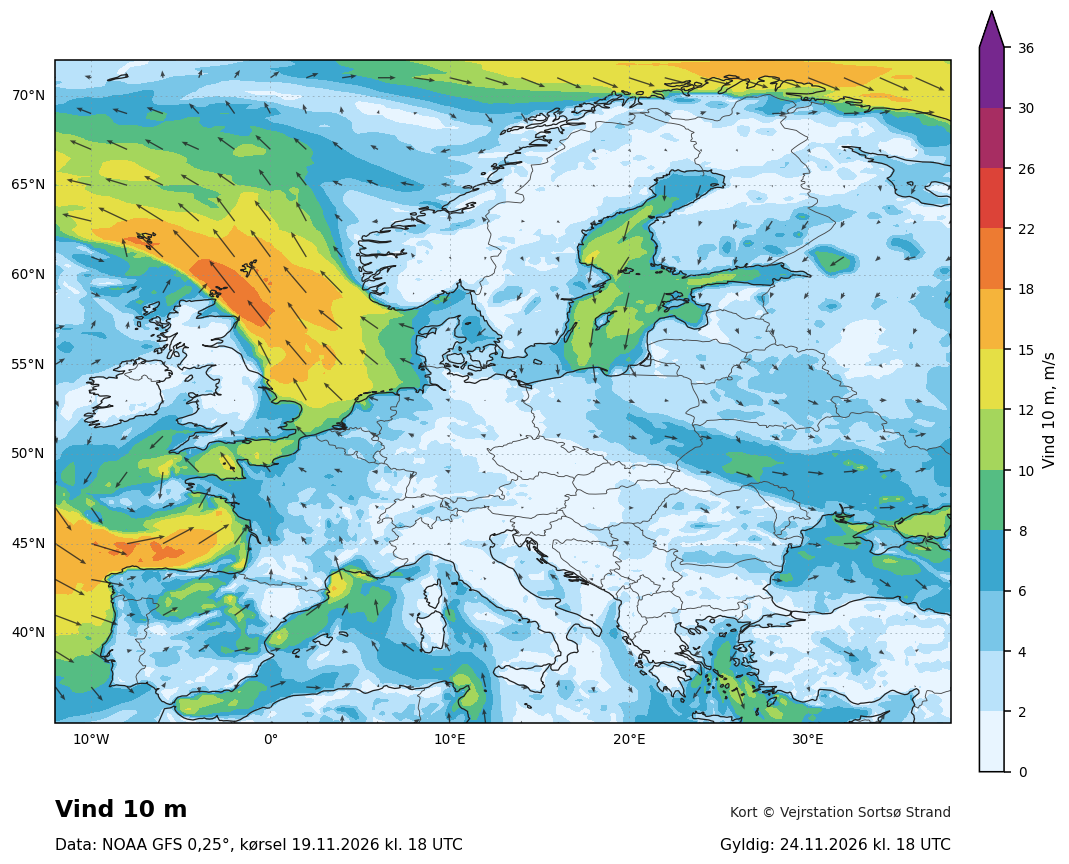 36
30
26
22
18
15
12
10
8
6
4
2
0
Vind 10 m, m/s
70°N
65°N
60°N
55°N
50°N
45°N
40°N
10°W
0°
10°E
20°E
30°E
Vind 10 m
Kort © Vejrstation Sortsø Strand
Data: NOAA GFS 0,25°, kørsel 19.11.2026 kl. 18 UTC
Gyldig: 24.11.2026 kl. 18 UTC